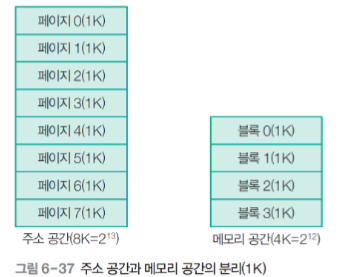 페이지 0(1K)
페이지 1(1K)
페이지 2(1K)
페이지 3(1K)
페이지 4(1K)
페이지 5(1K)
페이지 6(1K)
페이지 7(1K)
주소 공간(8K=2¹³)
블록 0(1K)
블록 1(1K)
블록 2(1K)
블록 3(1K)
메모리 공간(4K=2¹²)
그림 6-37 주소 공간과 메모리 공간의 분리(1K)